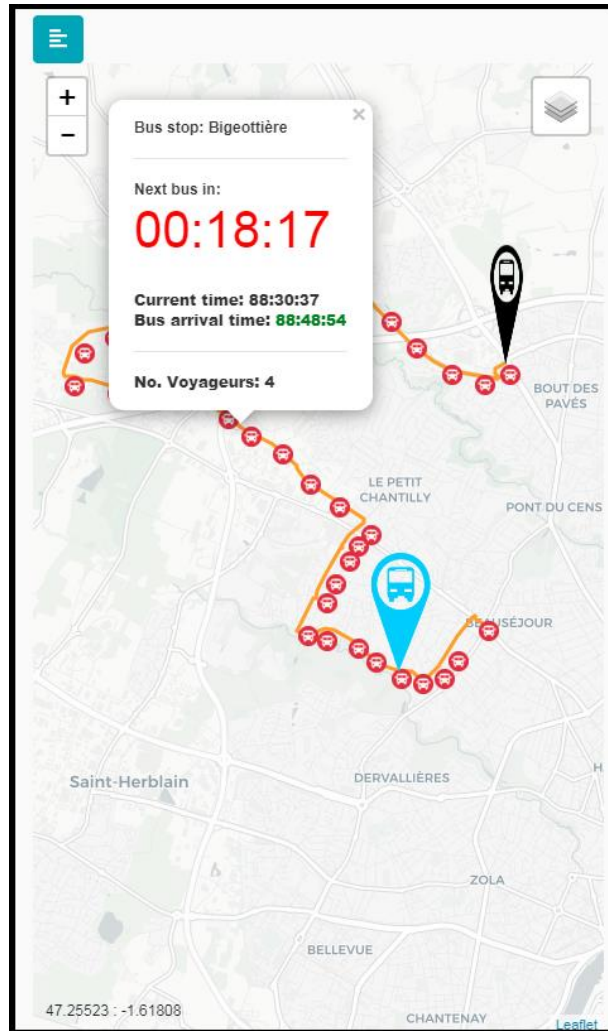 +
−
×
Bus stop: Bigeottière
Next bus in:
00:18:17
Current time: 88:30:37
Bus arrival time: 88:48:54
No. Voyageurs: 4
BOUT DES
PAVÉS
LE PETIT
CHANTILLY
PONT DU CENS
Saint-Herblain
DERVALLIÈRES
H
ZOLA
BELLEVUE
47.25523 : -1.61808
CHANTENAY
Leaflet